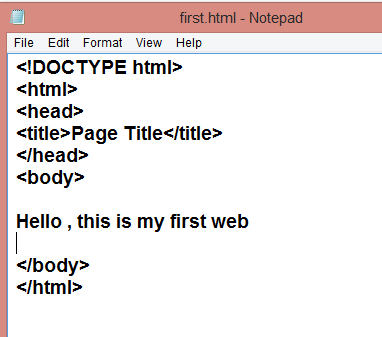 first.html - Notepad
File Edit Format View Help
<!DOCTYPE html>
<html>
<head>
<title>Page Title</title>
</head>
<body>
Hello , this is my first web
</body>
</html>